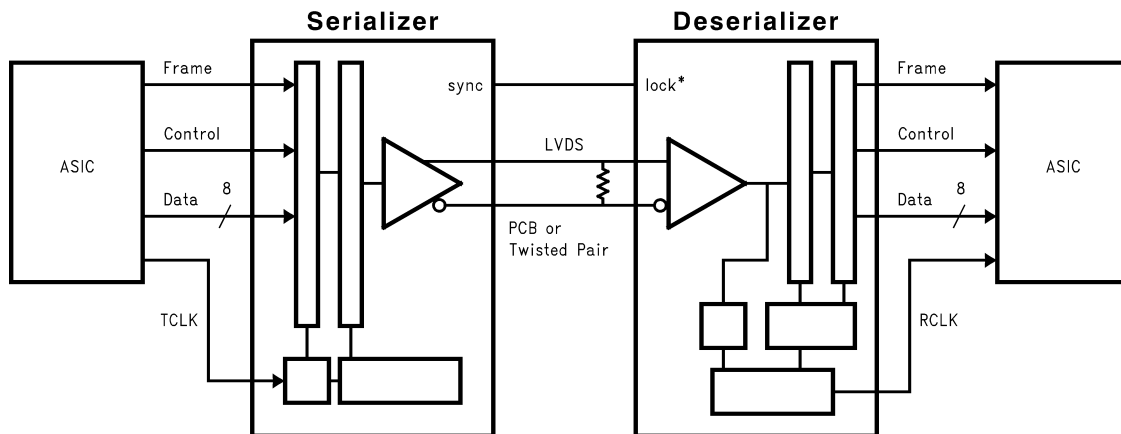 Serializer
Deserializer
ASIC
Frame
Control
Data
8
TCLK
sync
lock*
LVDS
PCB or
Twisted Pair
Frame
Control
Data
8
RCLK
ASIC